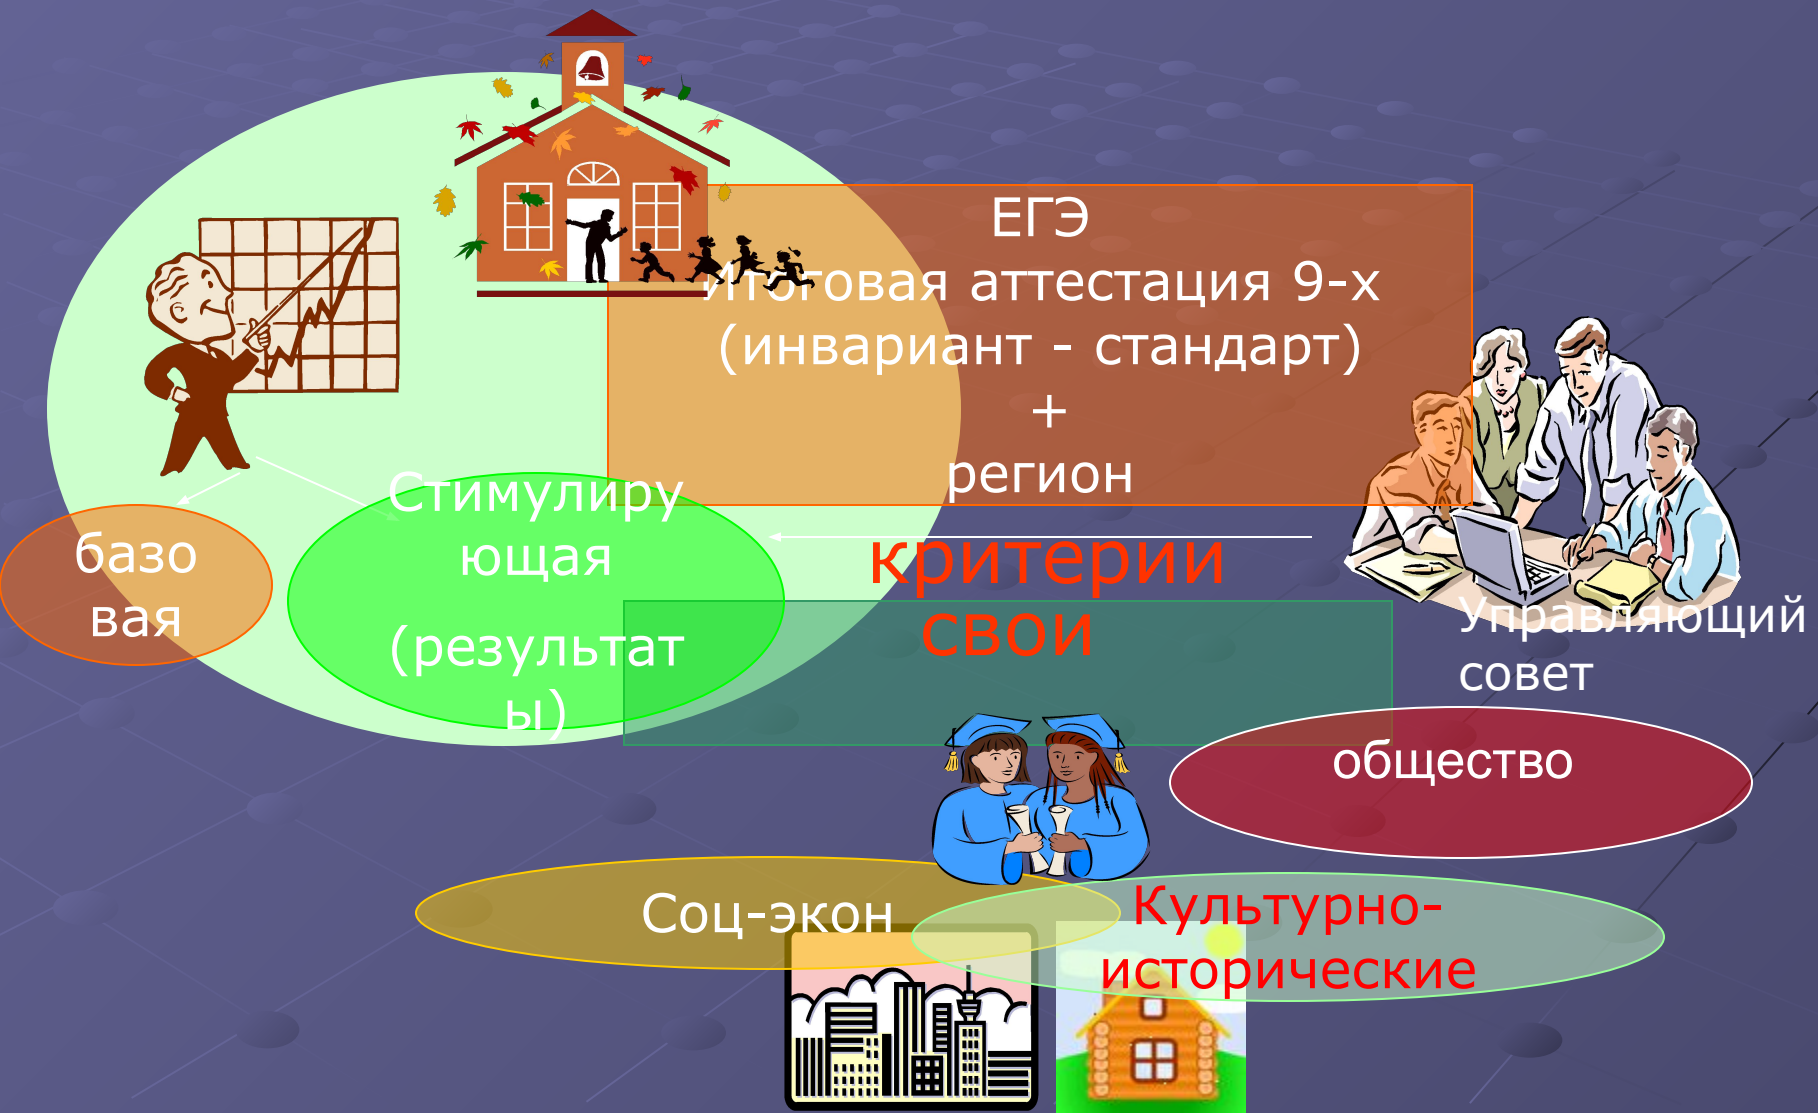 ЕГЭ
Итоговая аттестация 9-х
(инвариант - стандарт)
+
регион
Стимулиру
ющая
(результат
ы)
базо
вая
критерии
свои
Управляющий
совет
общество
Соц-экон
Культурно-
исторические